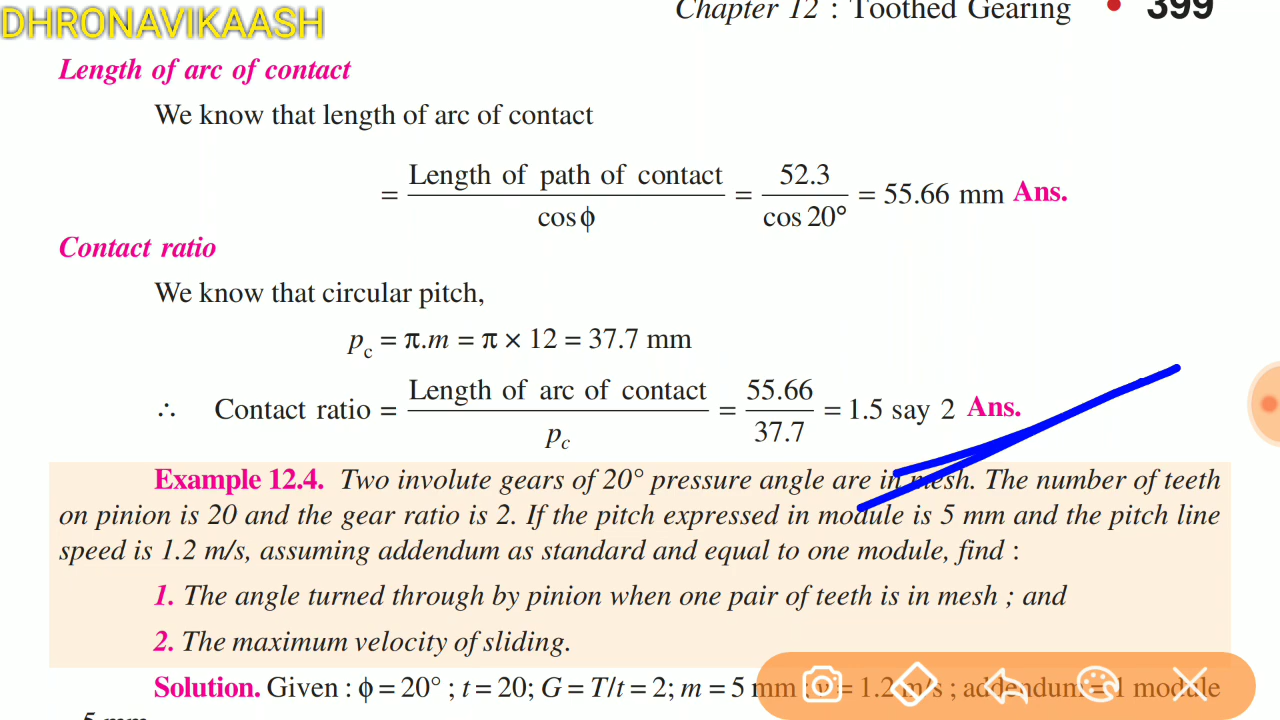 DHRONAVIKAASH
Chapter 12 : Toothed Gearing • 399
Length of arc of contact
We know that length of arc of contact
= Length of path of contact / cos ϕ = 52.3 / cos 20° = 55.66 mm Ans.
Contact ratio
We know that circular pitch,
pc = π.m = π × 12 = 37.7 mm
∴ Contact ratio = Length of arc of contact / pc = 55.66 / 37.7 = 1.5 say 2 Ans.
Example 12.4. Two involute gears of 20° pressure angle are in mesh. The number of teeth
on pinion is 20 and the gear ratio is 2. If the pitch expressed in module is 5 mm and the pitch line
speed is 1.2 m/s, assuming addendum as standard and equal to one module, find :
1. The angle turned through by pinion when one pair of teeth is in mesh ; and
2. The maximum velocity of sliding.
Solution. Given : ϕ = 20° ; t = 20; G = T/t = 2; m = 5 mm ; v = 1.2 m/s ; addendum = 1 module
= 5 mm